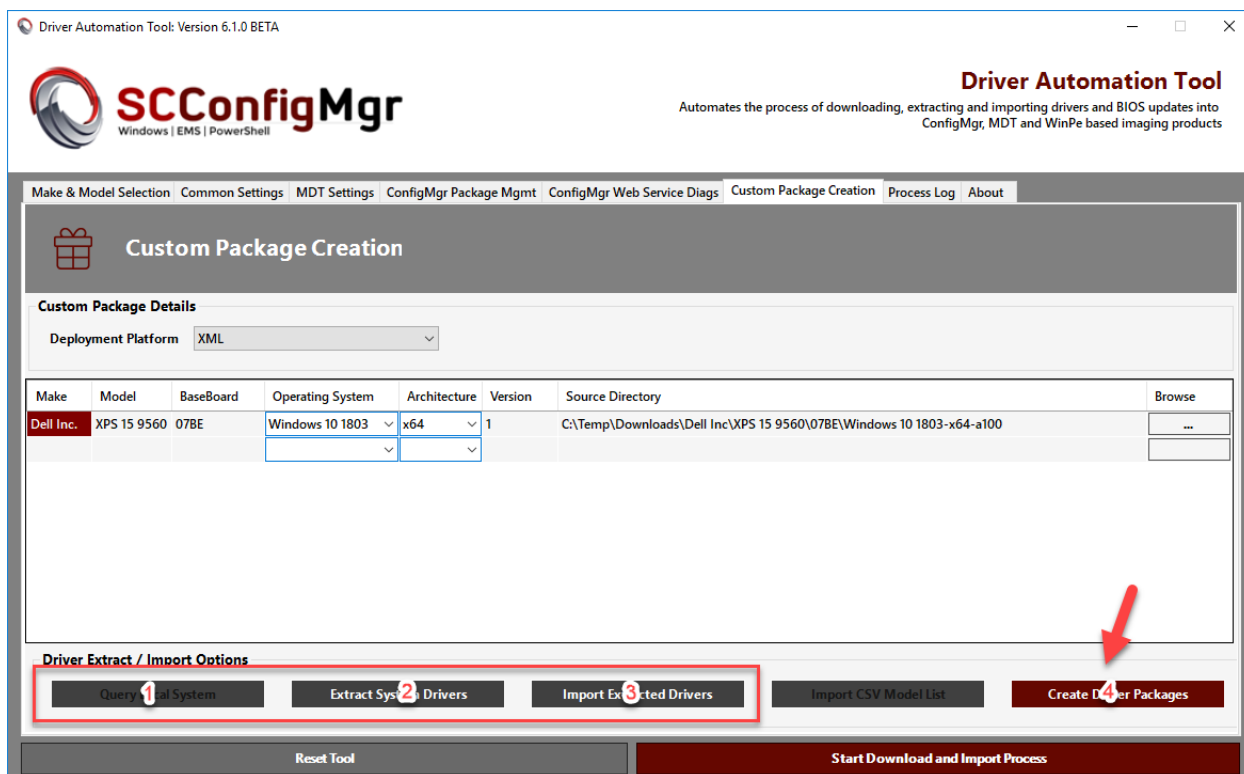 Driver Automation Tool: Version 6.1.0 BETA
SCConfigMgr
Windows | EMS | PowerShell
Driver Automation Tool
Automates the process of downloading, extracting and importing drivers and BIOS updates into
ConfigMgr, MDT and WinPe based imaging products
Make & Model Selection Common Settings MDT Settings ConfigMgr Package Mgmt ConfigMgr Web Service Diags Custom Package Creation Process Log About
Custom Package Creation
Custom Package Details
Deployment Platform XML
Make Model BaseBoard Operating System Architecture Version Source Directory Browse
Dell Inc. XPS 15 9560 07BE Windows 10 1803 x64 1 C:\Temp\Downloads\Dell Inc\XPS 15 9560\07BE\Windows 10 1803-x64-a100 ...
Driver Extract / Import Options
Query Local System 1 Extract System Drivers 2 Import Extracted Drivers 3 Import CSV Model List Create Driver Packages 4
Reset Tool Start Download and Import Process